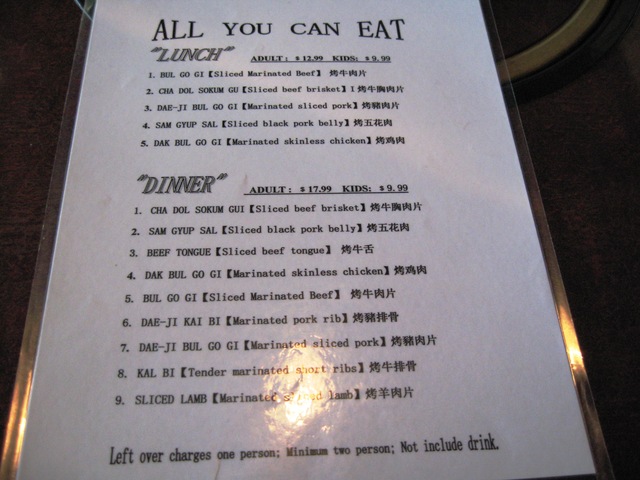 ALL YOU CAN EAT
"LUNCH" ADULT: $12.99 KIDS: $9.99
1. BUL GO GI【Sliced Marinated Beef】 烤牛肉片
2. CHA DOL SOKUM GU【Sliced beef brisket】I 烤牛胸肉片
3. DAE-JI BUL GO GI【Marinated sliced pork】烤豬肉片
4. SAM GYUP SAL【Sliced black pork belly】烤五花肉
5. DAK BUL GO GI【Marinated skinless chicken】烤鸡肉
"DINNER" ADULT: $17.99 KIDS: $9.99
1. CHA DOL SOKUM GUI【Sliced beef brisket】烤牛胸肉片
2. SAM GYUP SAL【Sliced black pork belly】烤五花肉
3. BEEF TONGUE【Sliced beef tongue】 烤牛舌
4. DAK BUL GO GI【Marinated skinless chicken】烤鸡肉
5. BUL GO GI【Sliced Marinated Beef】 烤牛肉片
6. DAE-JI KAI BI【Marinated pork rib】烤豬排骨
7. DAE-JI BUL GO GI【Marinated sliced pork】烤豬肉片
8. KAL BI【Tender marinated short ribs】烤牛排骨
9. SLICED LAMB【Marinated sliced lamb】烤羊肉片
Left over charges one person; Minimum two person; Not include drink.